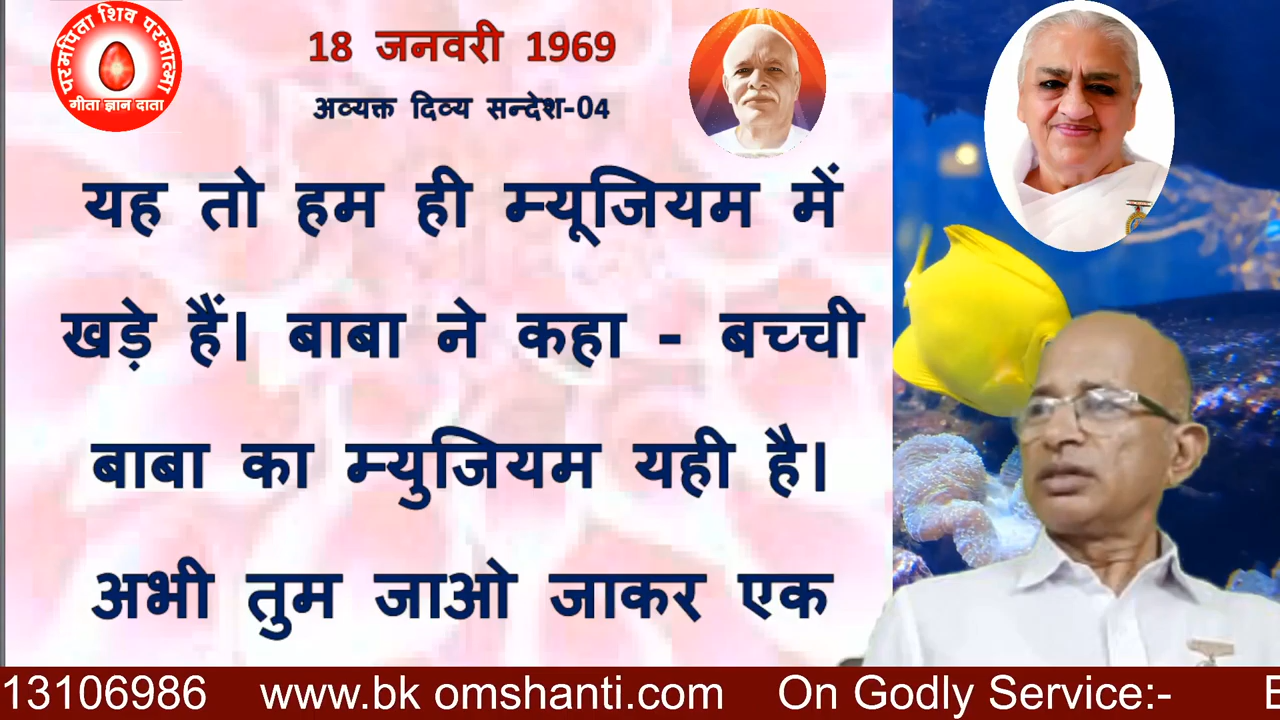 परमपिता शिव परमात्मा
गीता ज्ञान दाता
18 जनवरी 1969
अव्यक्त दिव्य सन्देश-04
यह तो हम ही म्यूजियम में
खड़े हैं। बाबा ने कहा - बच्ची
बाबा का म्युजियम यही है।
अभी तुम जाओ जाकर एक
13106986 www.bk omshanti.com On Godly Service:- E